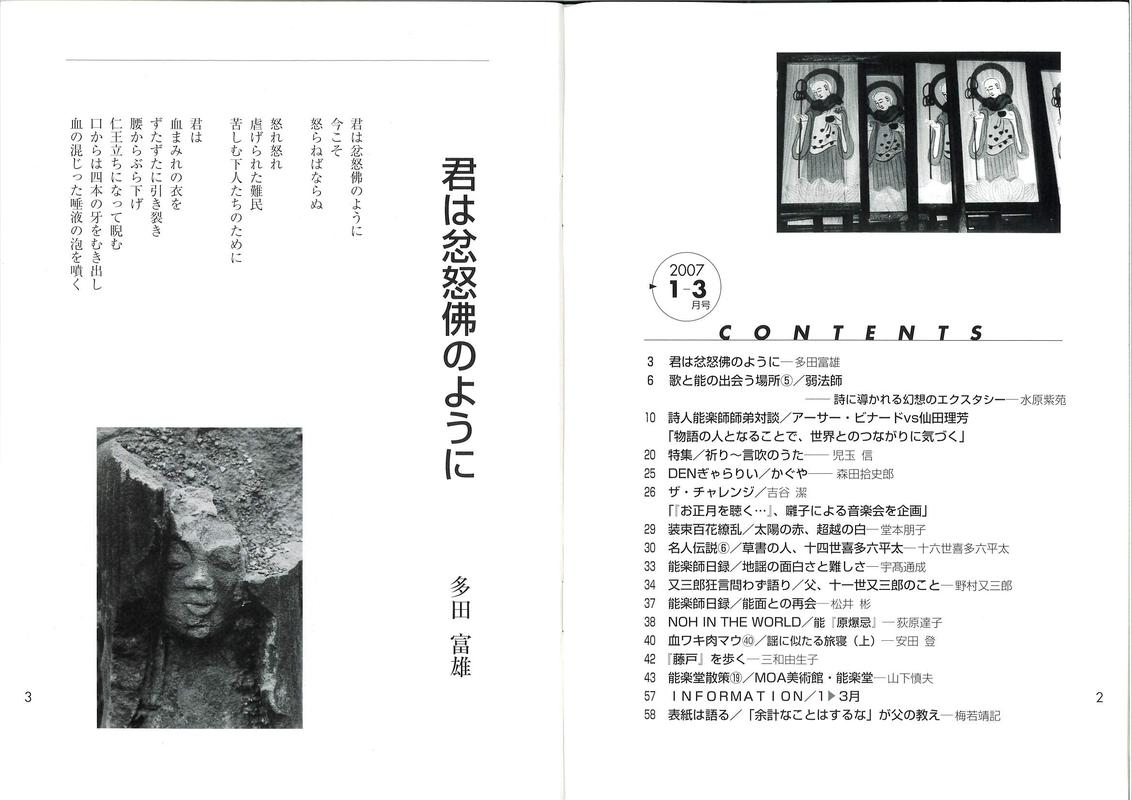 2007
1–3
月号
CONTENTS
3 君は忿怒佛のように―多田富雄
6 歌と能の出会う場所⑤／弱法師
――詩に導かれる幻想のエクスタシー―水原紫苑
10 詩人能楽師師弟対談／アーサー・ビナードvs仙田理芳
「物語の人となることで、世界とのつながりに気づく」
20 特集／祈り〜言吹のうた――児玉 信
25 DENぎゃらりい／かぐや――森田拾史郎
26 ザ・チャレンジ／吉谷 潔
「『お正月を聴く…』、囃子による音楽会を企画」
29 装束百花繚乱／太陽の赤、超越の白―堂本朋子
30 名人伝説⑥／草書の人、十四世喜多六平太―十六世喜多六平太
33 能楽師日録／地謡の面白さと難しさ―宇髙通成
34 又三郎狂言問わず語り／父、十一世又三郎のこと―野村又三郎
37 能楽師日録／能面との再会―松井 彬
38 NOH IN THE WORLD／能『原爆忌』―荻原達子
40 血ワキ肉マウ㊵／謡に似たる旅寝（上）―安田 登
42 『藤戸』を歩く―三和由生子
43 能楽堂散策⑲／MOA美術館・能楽堂―山下慎夫
57 INFORMATION／1▶3月
58 表紙は語る／「余計なことはするな」が父の教え―梅若靖記
2
君は忿怒佛のように
多田 富雄
君は忿怒佛のように
今こそ
怒らねばならぬ
怒れ怒れ
虐げられた難民
苦しむ下人たちのために
君は
血まみれの衣を
ずたずたに引き裂き
腰からぶら下げ
仁王立ちになって睨む
口からは四本の牙をむき出し
血の混じった唾液の泡を噴く
3